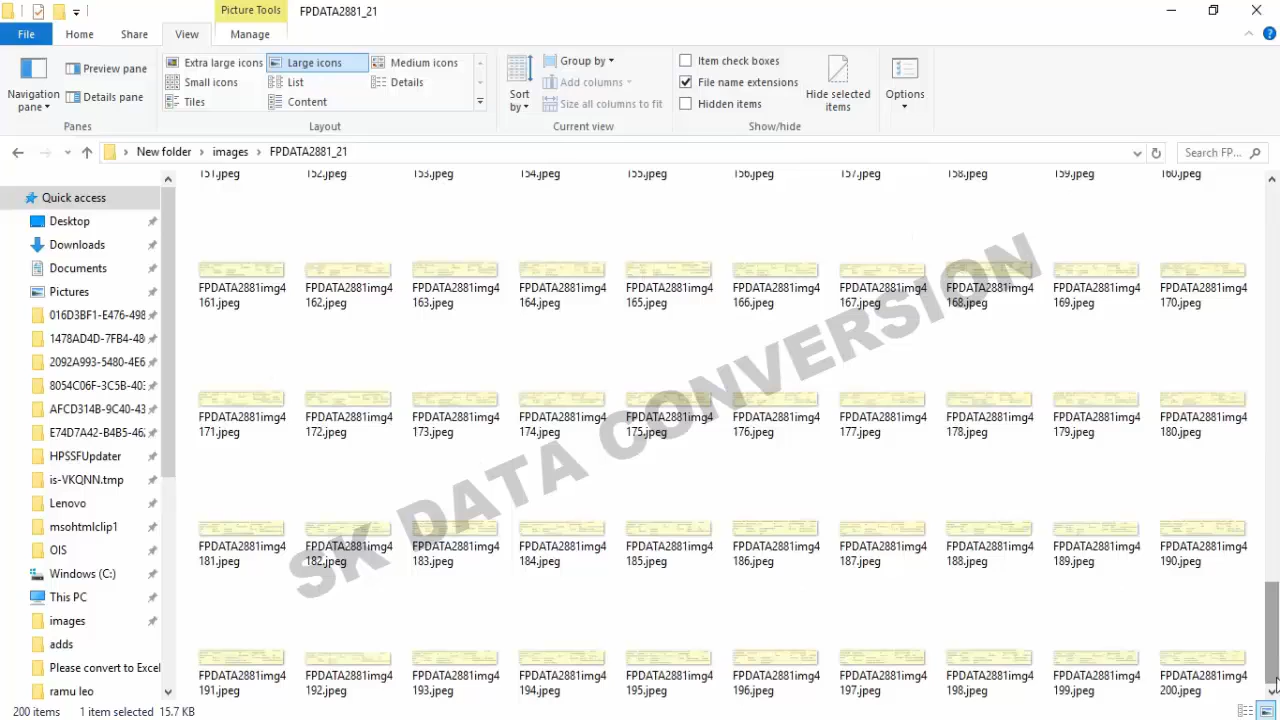 Picture Tools
FPDATA2881_21
File
Home
Share
View
Manage
Navigation pane
Preview pane
Details pane
Panes
Extra large icons
Large icons
Medium icons
Small icons
List
Details
Tiles
Content
Layout
Sort by
Group by
Add columns
Size all columns to fit
Current view
Item check boxes
File name extensions
Hidden items
Hide selected items
Show/hide
Options
New folder
images
FPDATA2881_21
Search FP...
Quick access
Desktop
Downloads
Documents
Pictures
016D3BF1-E476-498
1478AD4D-7FB4-48
2092A993-5480-4E6
8054C06F-3C5B-403
AFCD314B-9C40-43
E74D7A42-B4B5-46
HPSSFUpdater
is-VKQNN.tmp
Lenovo
msohtmlclip1
OIS
Windows (C:)
This PC
images
adds
Please convert to Excel
ramu leo
151.jpeg 152.jpeg 153.jpeg 154.jpeg 155.jpeg 156.jpeg 157.jpeg 158.jpeg 159.jpeg 160.jpeg
FPDATA2881img4 FPDATA2881img4 FPDATA2881img4 FPDATA2881img4 FPDATA2881img4 FPDATA2881img4 FPDATA2881img4 FPDATA2881img4 FPDATA2881img4 FPDATA2881img4
161.jpeg 162.jpeg 163.jpeg 164.jpeg 165.jpeg 166.jpeg 167.jpeg 168.jpeg 169.jpeg 170.jpeg
FPDATA2881img4 FPDATA2881img4 FPDATA2881img4 FPDATA2881img4 FPDATA2881img4 FPDATA2881img4 FPDATA2881img4 FPDATA2881img4 FPDATA2881img4 FPDATA2881img4
171.jpeg 172.jpeg 173.jpeg 174.jpeg 175.jpeg 176.jpeg 177.jpeg 178.jpeg 179.jpeg 180.jpeg
FPDATA2881img4 FPDATA2881img4 FPDATA2881img4 FPDATA2881img4 FPDATA2881img4 FPDATA2881img4 FPDATA2881img4 FPDATA2881img4 FPDATA2881img4 FPDATA2881img4
181.jpeg 182.jpeg 183.jpeg 184.jpeg 185.jpeg 186.jpeg 187.jpeg 188.jpeg 189.jpeg 190.jpeg
FPDATA2881img4 FPDATA2881img4 FPDATA2881img4 FPDATA2881img4 FPDATA2881img4 FPDATA2881img4 FPDATA2881img4 FPDATA2881img4 FPDATA2881img4 FPDATA2881img4
191.jpeg 192.jpeg 193.jpeg 194.jpeg 195.jpeg 196.jpeg 197.jpeg 198.jpeg 199.jpeg 200.jpeg
SK DATA CONVERSION
200 items 1 item selected 15.7 KB